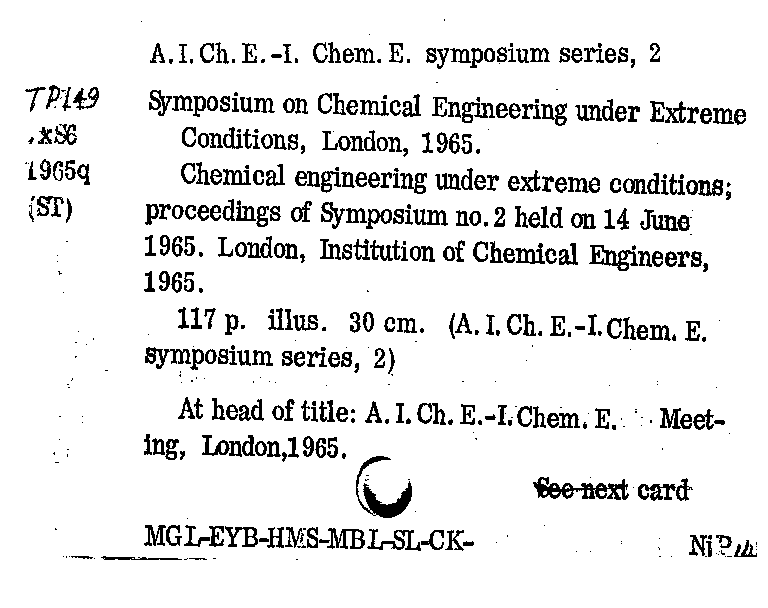 A.I.Ch.E.-I. Chem.E. symposium series, 2
TP149 Symposium on Chemical Engineering under Extreme
.xS6 Conditions, London, 1965.
1965q Chemical engineering under extreme conditions;
(ST) proceedings of Symposium no.2 held on 14 June
1965. London, Institution of Chemical Engineers,
1965.
117 p. illus. 30 cm. (A.I.Ch.E.-I.Chem.E.
symposium series, 2)
At head of title: A.I.Ch.E.-I.Chem.E. Meet-
ing, London,1965.
See next card
MGL-EYB-HMS-MBL-SL-CK-